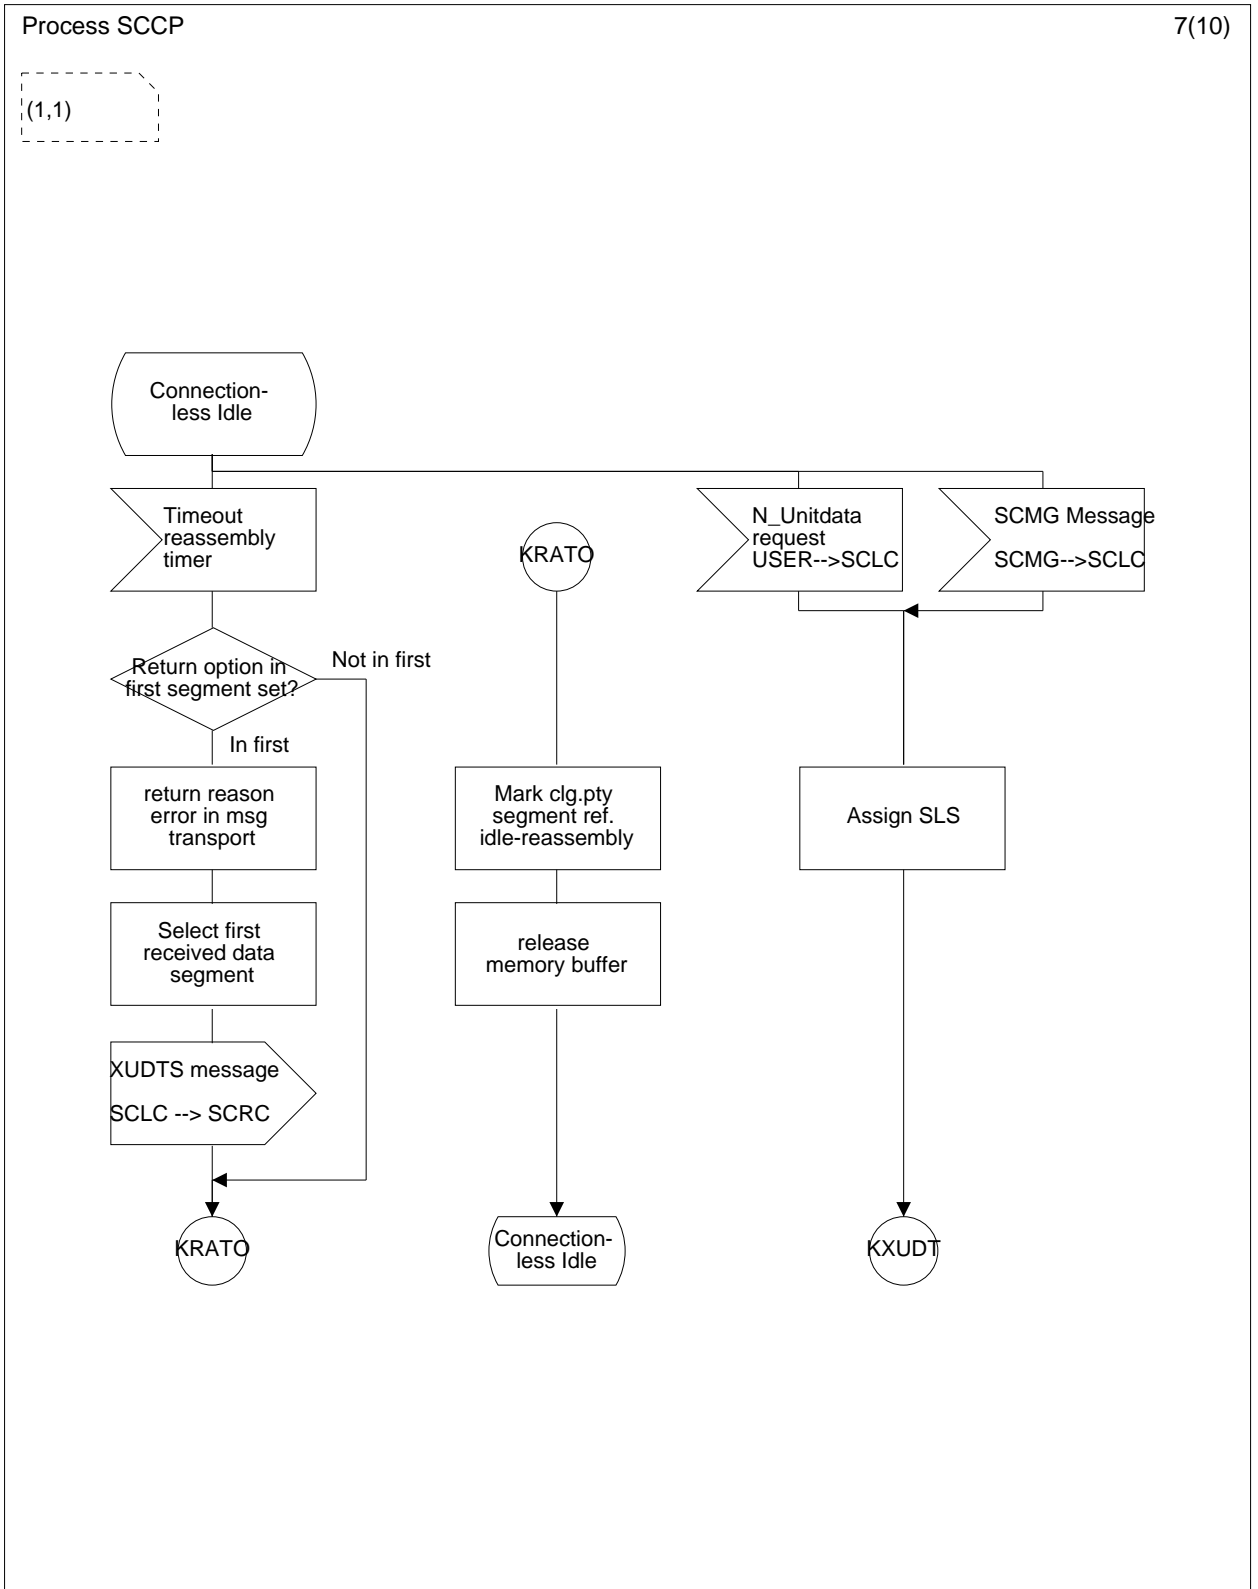 Process SCCP
7(10)
(1,1)
Connection-
less Idle
Timeout
reassembly
timer
KRATO
N_Unitdata
request
USER-->SCLC
SCMG Message
SCMG-->SCLC
Return option in
first segment set?
Not in first
In first
return reason
error in msg
transport
Mark clg.pty
segment ref.
idle-reassembly
Assign SLS
Select first
received data
segment
release
memory buffer
XUDTS message
SCLC --> SCRC
KRATO
Connection-
less Idle
KXUDT